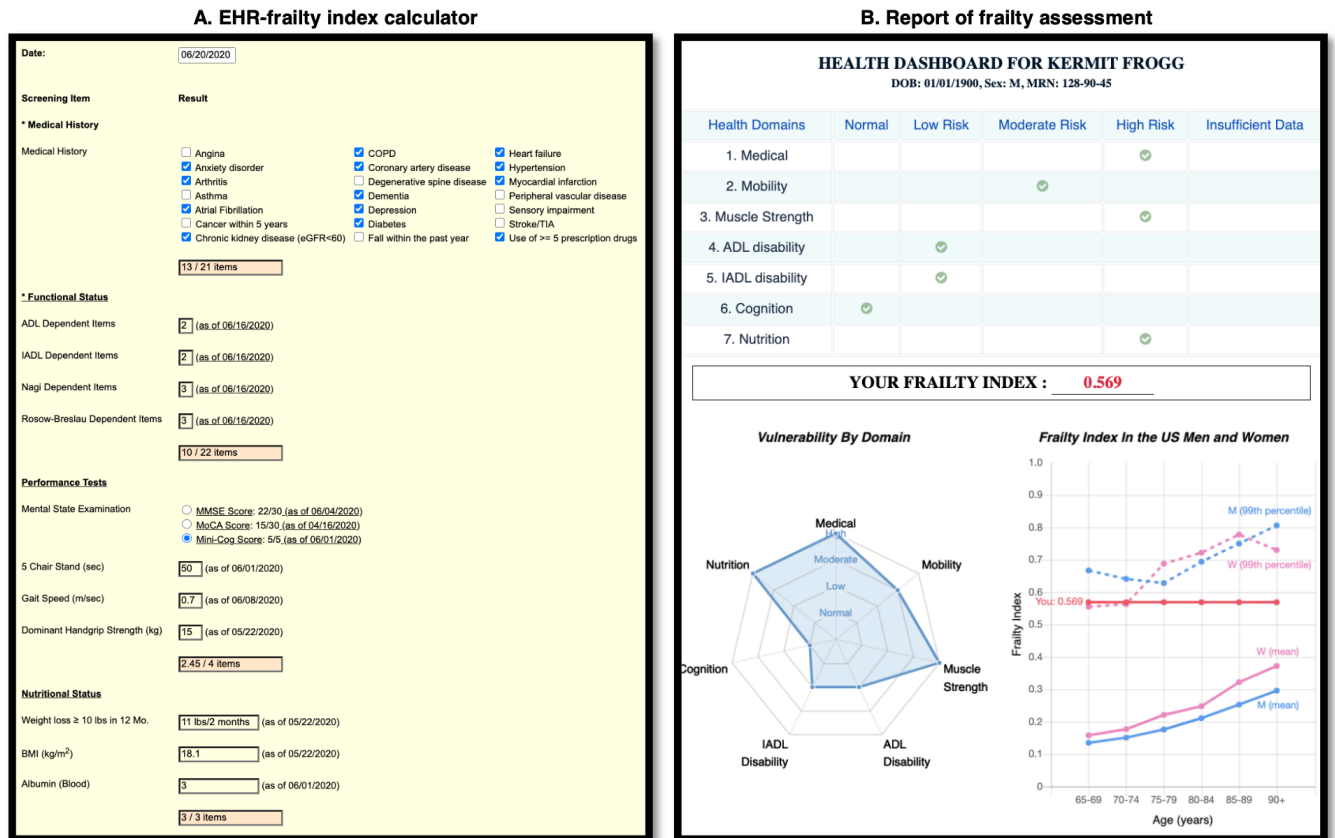 A. EHR-frailty index calculator
Date: 06/20/2020
Screening Item Result
* Medical History
Medical History
Angina COPD Heart failure
Anxiety disorder Coronary artery disease Hypertension
Arthritis Degenerative spine disease Myocardial infarction
Asthma Dementia Peripheral vascular disease
Atrial Fibrillation Depression Sensory impairment
Cancer within 5 years Diabetes Stroke/TIA
Chronic kidney disease (eGFR<60) Fall within the past year Use of >= 5 prescription drugs
13 / 21 items
* Functional Status
ADL Dependent Items 2 (as of 06/16/2020)
IADL Dependent Items 2 (as of 06/16/2020)
Nagi Dependent Items 3 (as of 06/16/2020)
Rosow-Breslau Dependent Items 3 (as of 06/16/2020)
10 / 22 items
Performance Tests
Mental State Examination MMSE Score: 22/30 (as of 06/04/2020)
MoCA Score: 15/30 (as of 04/16/2020)
Mini-Cog Score: 5/5 (as of 06/01/2020)
5 Chair Stand (sec) 50 (as of 06/01/2020)
Gait Speed (m/sec) 0.7 (as of 06/08/2020)
Dominant Handgrip Strength (kg) 15 (as of 05/22/2020)
2.45 / 4 items
Nutritional Status
Weight loss ≥ 10 lbs in 12 Mo. 11 lbs/2 months (as of 05/22/2020)
BMI (kg/m²) 18.1 (as of 05/22/2020)
Albumin (Blood) 3 (as of 06/01/2020)
3 / 3 items
B. Report of frailty assessment
HEALTH DASHBOARD FOR KERMIT FROGG
DOB: 01/01/1900, Sex: M, MRN: 128-90-45
Health Domains Normal Low Risk Moderate Risk High Risk Insufficient Data
1. Medical
2. Mobility
3. Muscle Strength
4. ADL disability
5. IADL disability
6. Cognition
7. Nutrition
YOUR FRAILTY INDEX : 0.569
Vulnerability By Domain
Medical
High
Moderate
Low
Normal
Nutrition
Mobility
Cognition
Muscle
Strength
IADL
Disability
ADL
Disability
Frailty Index In the US Men and Women
1.0
0.9
0.8
0.7
0.6
0.5
0.4
0.3
0.2
0.1
0
Frailty Index
M (99th percentile)
W (99th percentile)
You: 0.569
W (mean)
M (mean)
65-69 70-74 75-79 80-84 85-89 90+
Age (years)